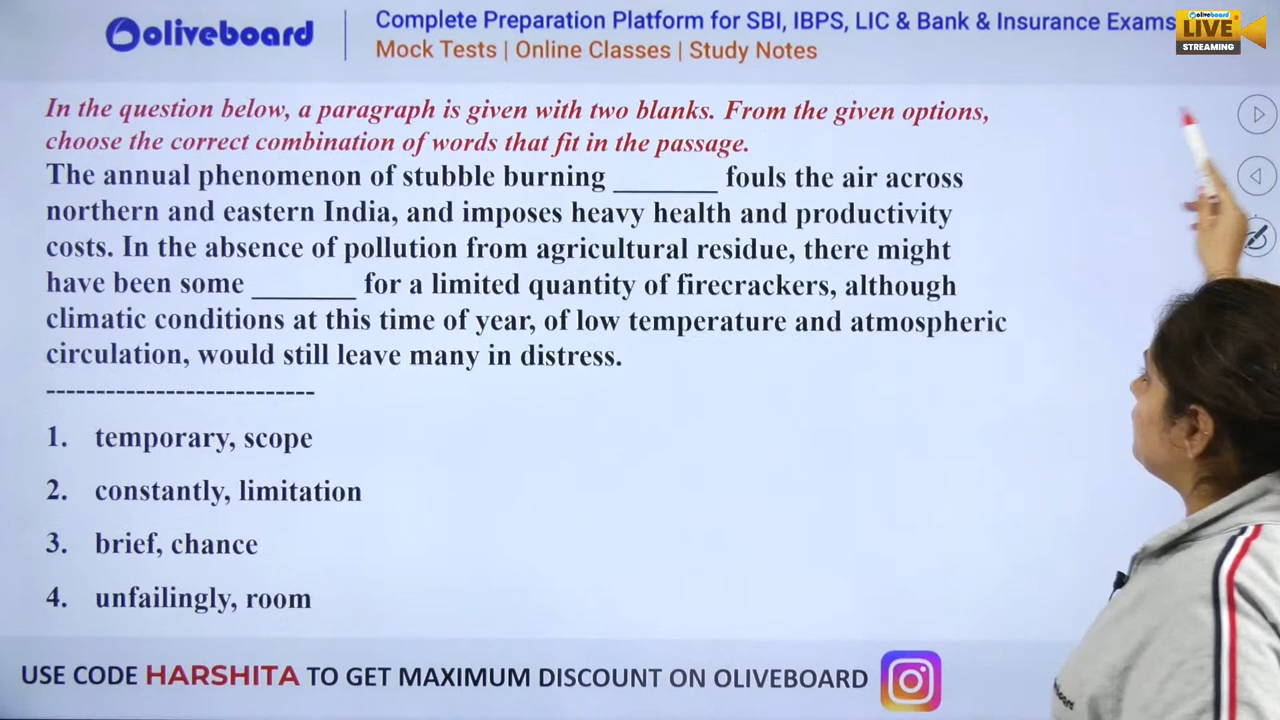 oliveboard
Complete Preparation Platform for SBI, IBPS, LIC & Bank & Insurance Exams
Mock Tests | Online Classes | Study Notes
oliveboard
LIVE
STREAMING
In the question below, a paragraph is given with two blanks. From the given options,
choose the correct combination of words that fit in the passage.
The annual phenomenon of stubble burning _______ fouls the air across
northern and eastern India, and imposes heavy health and productivity
costs. In the absence of pollution from agricultural residue, there might
have been some _______ for a limited quantity of firecrackers, although
climatic conditions at this time of year, of low temperature and atmospheric
circulation, would still leave many in distress.
---------------------------
1. temporary, scope
2. constantly, limitation
3. brief, chance
4. unfailingly, room
USE CODE HARSHITA TO GET MAXIMUM DISCOUNT ON OLIVEBOARD